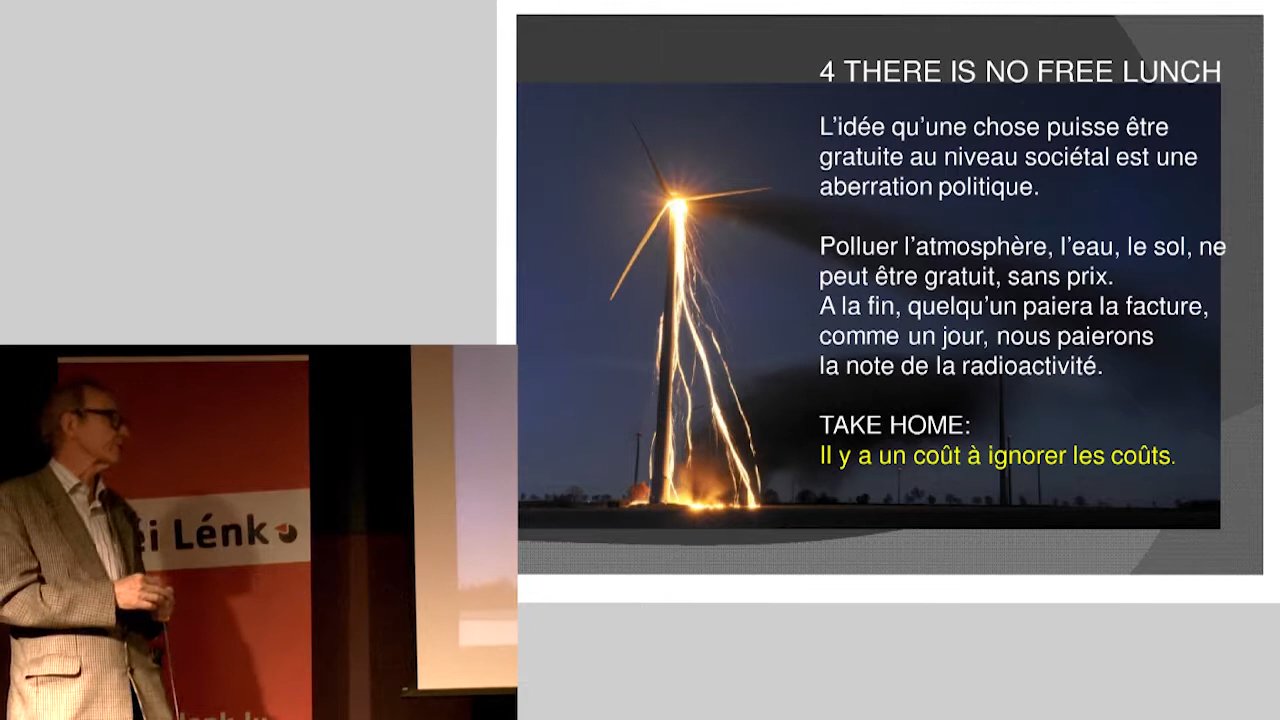 4 THERE IS NO FREE LUNCH
L'idée qu'une chose puisse être
gratuite au niveau sociétal est une
aberration politique.
Polluer l'atmosphère, l'eau, le sol, ne
peut être gratuit, sans prix.
A la fin, quelqu'un paiera la facture,
comme un jour, nous paierons
la note de la radioactivité.
TAKE HOME:
Il y a un coût à ignorer les coûts.
éi Lénk